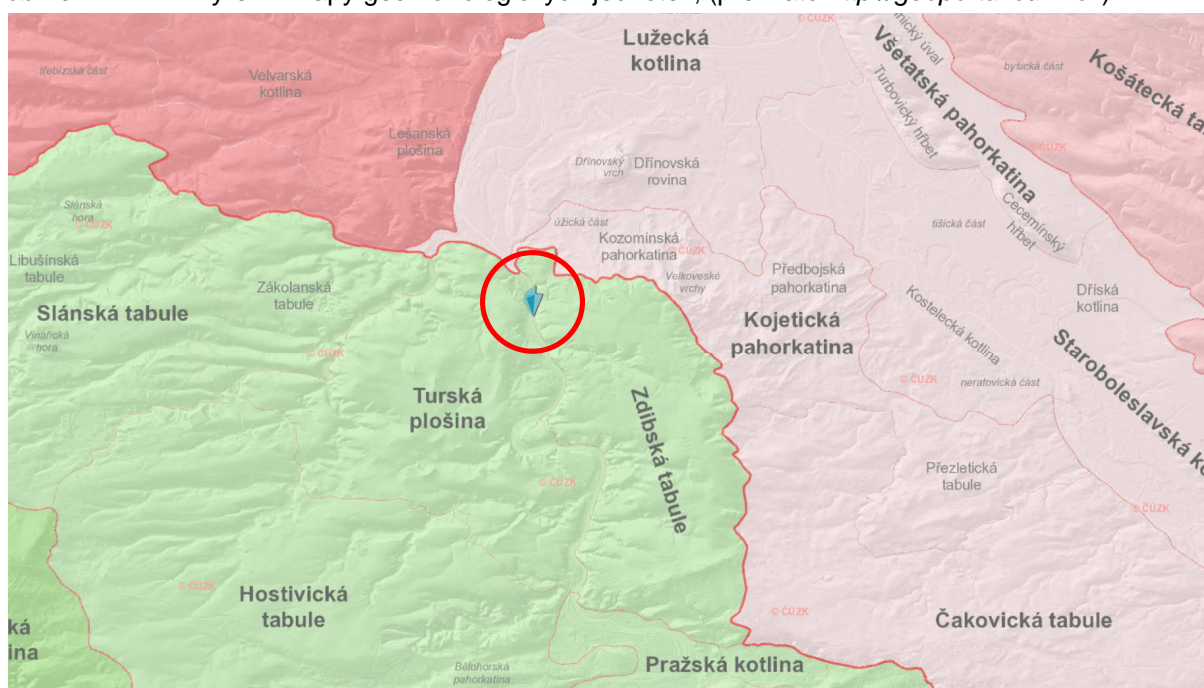 Lužecká
kotlina
Všetatská pahorkatina
Turbovický hřbet
byšická část
Košátecká
třebízská část
Velvarská
kotlina
Lešanská
plošina
© ČÚZK
© ČÚZK
Dřínovský
vrch
Dřínovská
rovina
Cecemínský
hřbet
Slánská
hora
© ČÚZK
úžická část
tišická část
Kozomínská
pahorkatina
© ČÚZK
Libušínská
tabule
Zákolanská
tabule
Velkoveské
vrchy
Předbojská
pahorkatina
Dříská
kotlina
Slánská tabule
Kostelecká kotlina
Kojetická
pahorkatina
Vinařická
hora
© ČÚZK
Staroboleslavská
© ČÚZK
neratovická část
Turská
plošina
Zdibská tabule
Přezletická
tabule
© ČÚZK
© ČÚZK
© ČÚZK
Hostivická
tabule
© ČÚZK
Čakovická tabule
ká
ina
Bělohorská
pahorkatina
Pražská kotlina